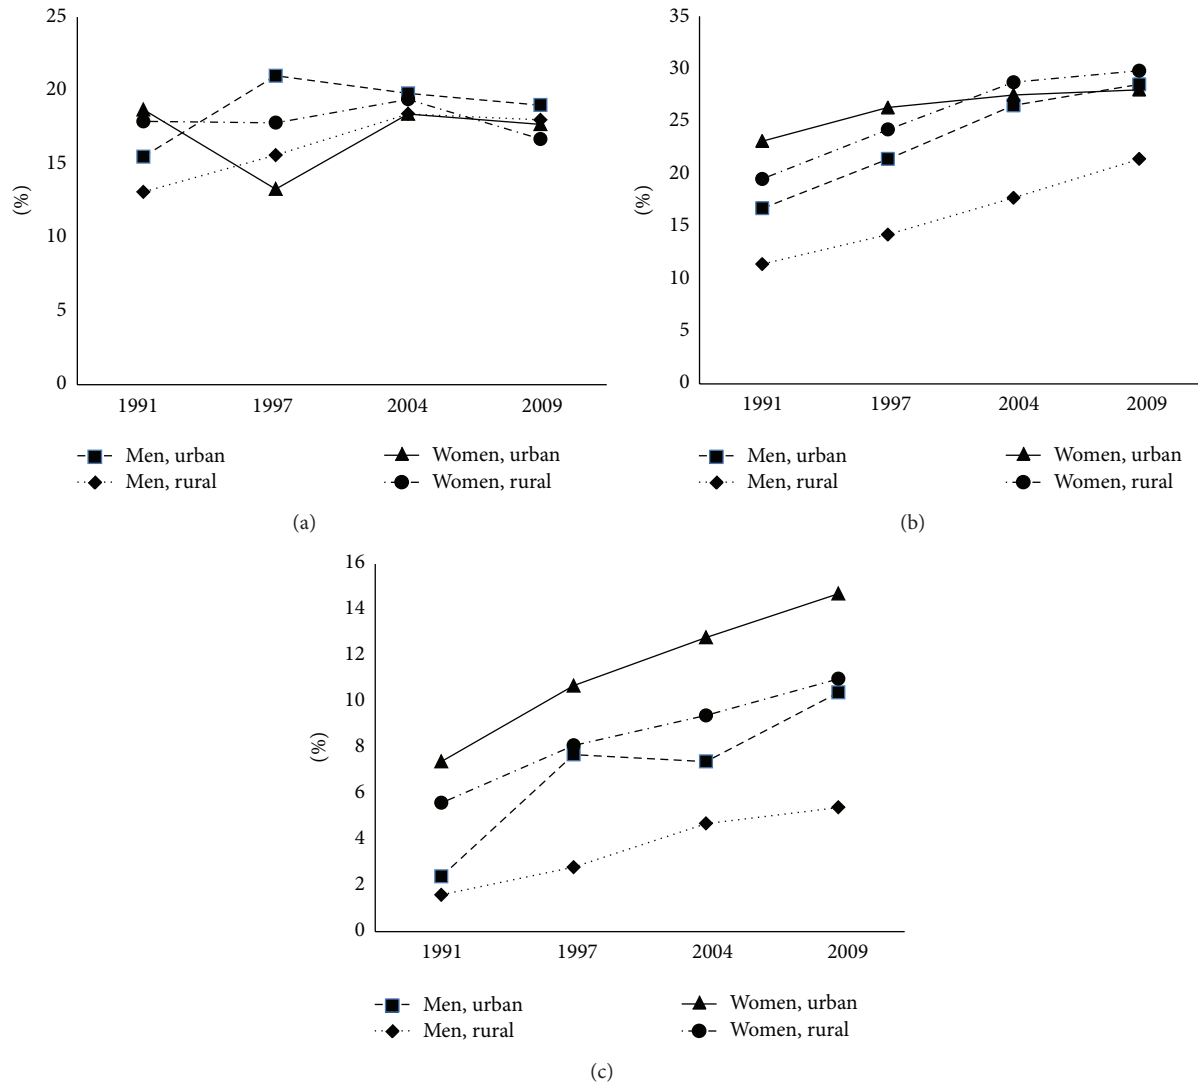 25
20
15
10
5
0
(%)
1991 1997 2004 2009
Men, urban Women, urban
Men, rural Women, rural
(a)
35
30
25
20
15
10
5
0
(%)
1991 1997 2004 2009
Men, urban Women, urban
Men, rural Women, rural
(b)
16
14
12
10
8
6
4
2
0
(%)
1991 1997 2004 2009
Men, urban Women, urban
Men, rural Women, rural
(c)